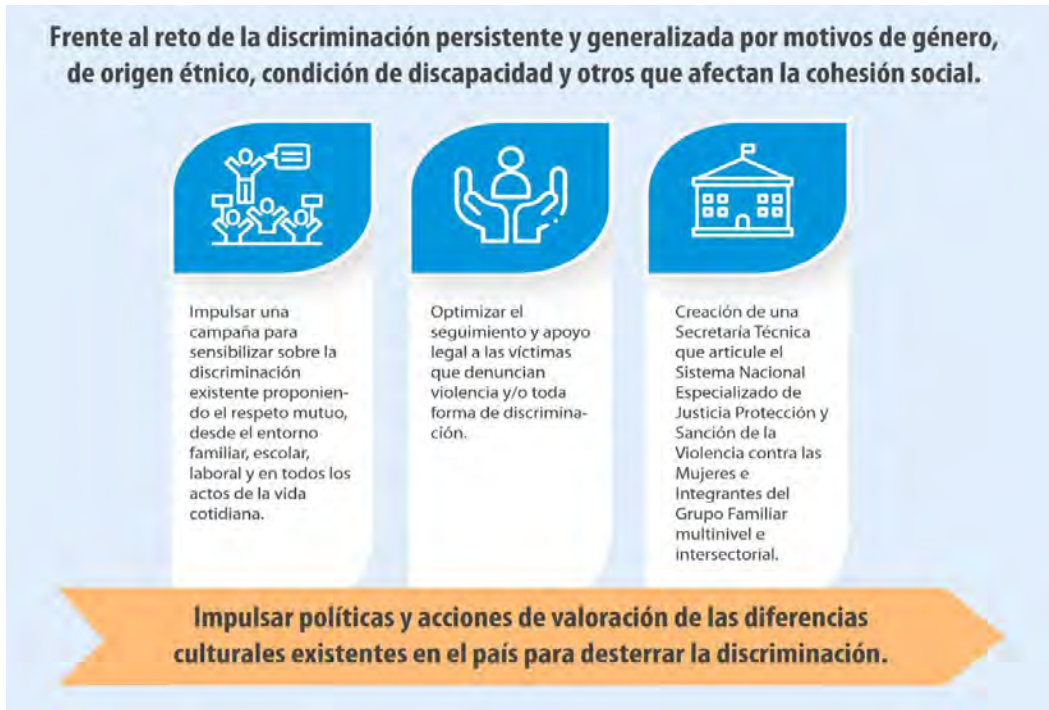 Frente al reto de la discriminación persistente y generalizada por motivos de género,
de origen étnico, condición de discapacidad y otros que afectan la cohesión social.
Impulsar una
campaña para
sensibilizar sobre la
discriminación
existente proponien-
do el respeto mutuo,
desde el entorno
familiar, escolar,
laboral y en todos los
actos de la vida
cotidiana.
Optimizar el
seguimiento y apoyo
legal a las víctimas
que denuncian
violencia y/o toda
forma de discrimina-
ción.
Creación de una
Secretaría Técnica
que articule el
Sistema Nacional
Especializado de
Justicia Protección y
Sanción de la
Violencia contra las
Mujeres e
Integrantes del
Grupo Familiar
multinivel e
intersectorial.
Impulsar políticas y acciones de valoración de las diferencias
culturales existentes en el país para desterrar la discriminación.